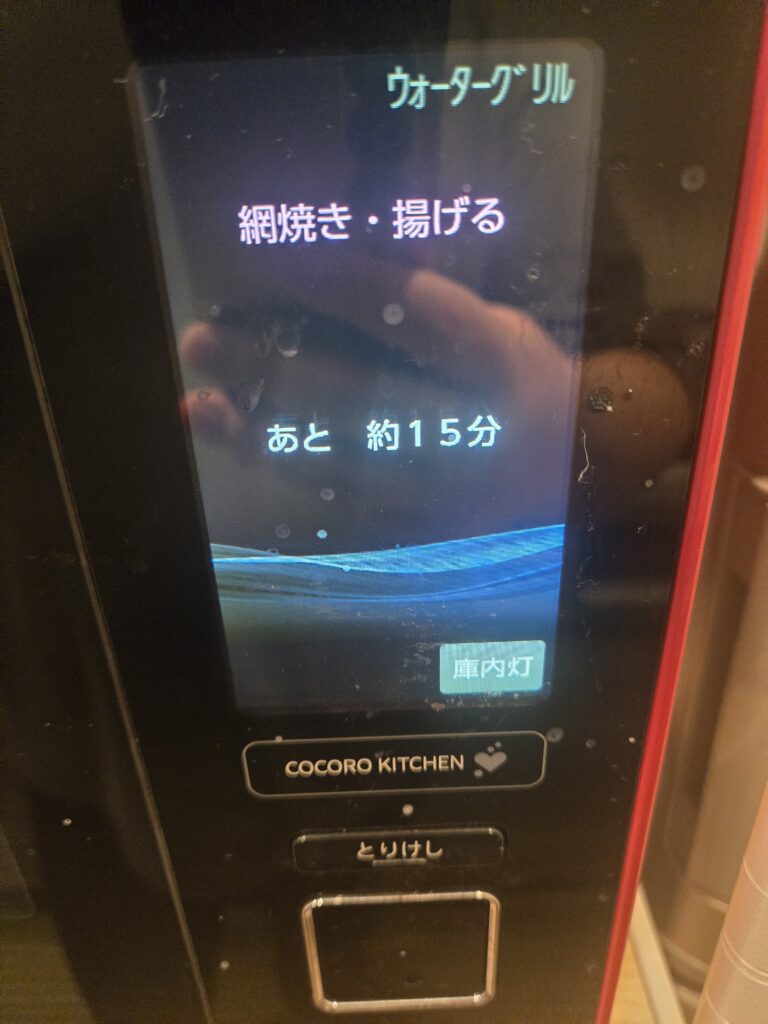 ウォーターグリル
網焼き・揚げる
あと 約15分
庫内灯
COCORO KITCHEN
とりけし